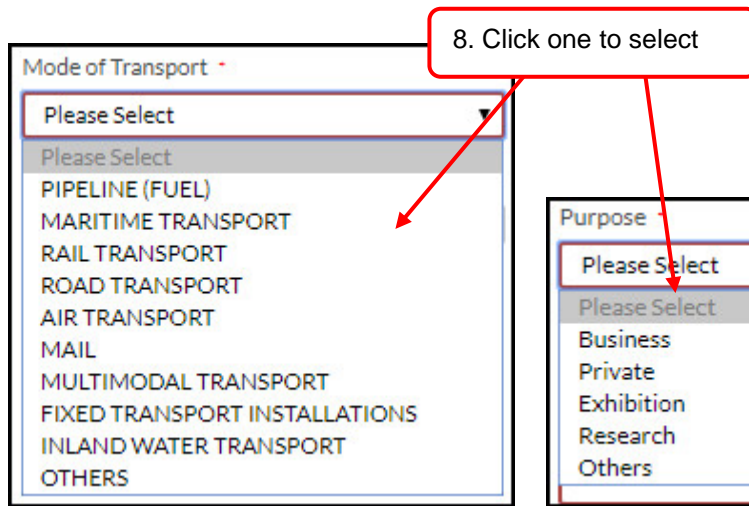 8. Click one to select
Mode of Transport *
Please Select
Please Select
PIPELINE (FUEL)
MARITIME TRANSPORT
RAIL TRANSPORT
ROAD TRANSPORT
AIR TRANSPORT
MAIL
MULTIMODAL TRANSPORT
FIXED TRANSPORT INSTALLATIONS
INLAND WATER TRANSPORT
OTHERS
Purpose *
Please Select
Please Select
Business
Private
Exhibition
Research
Others